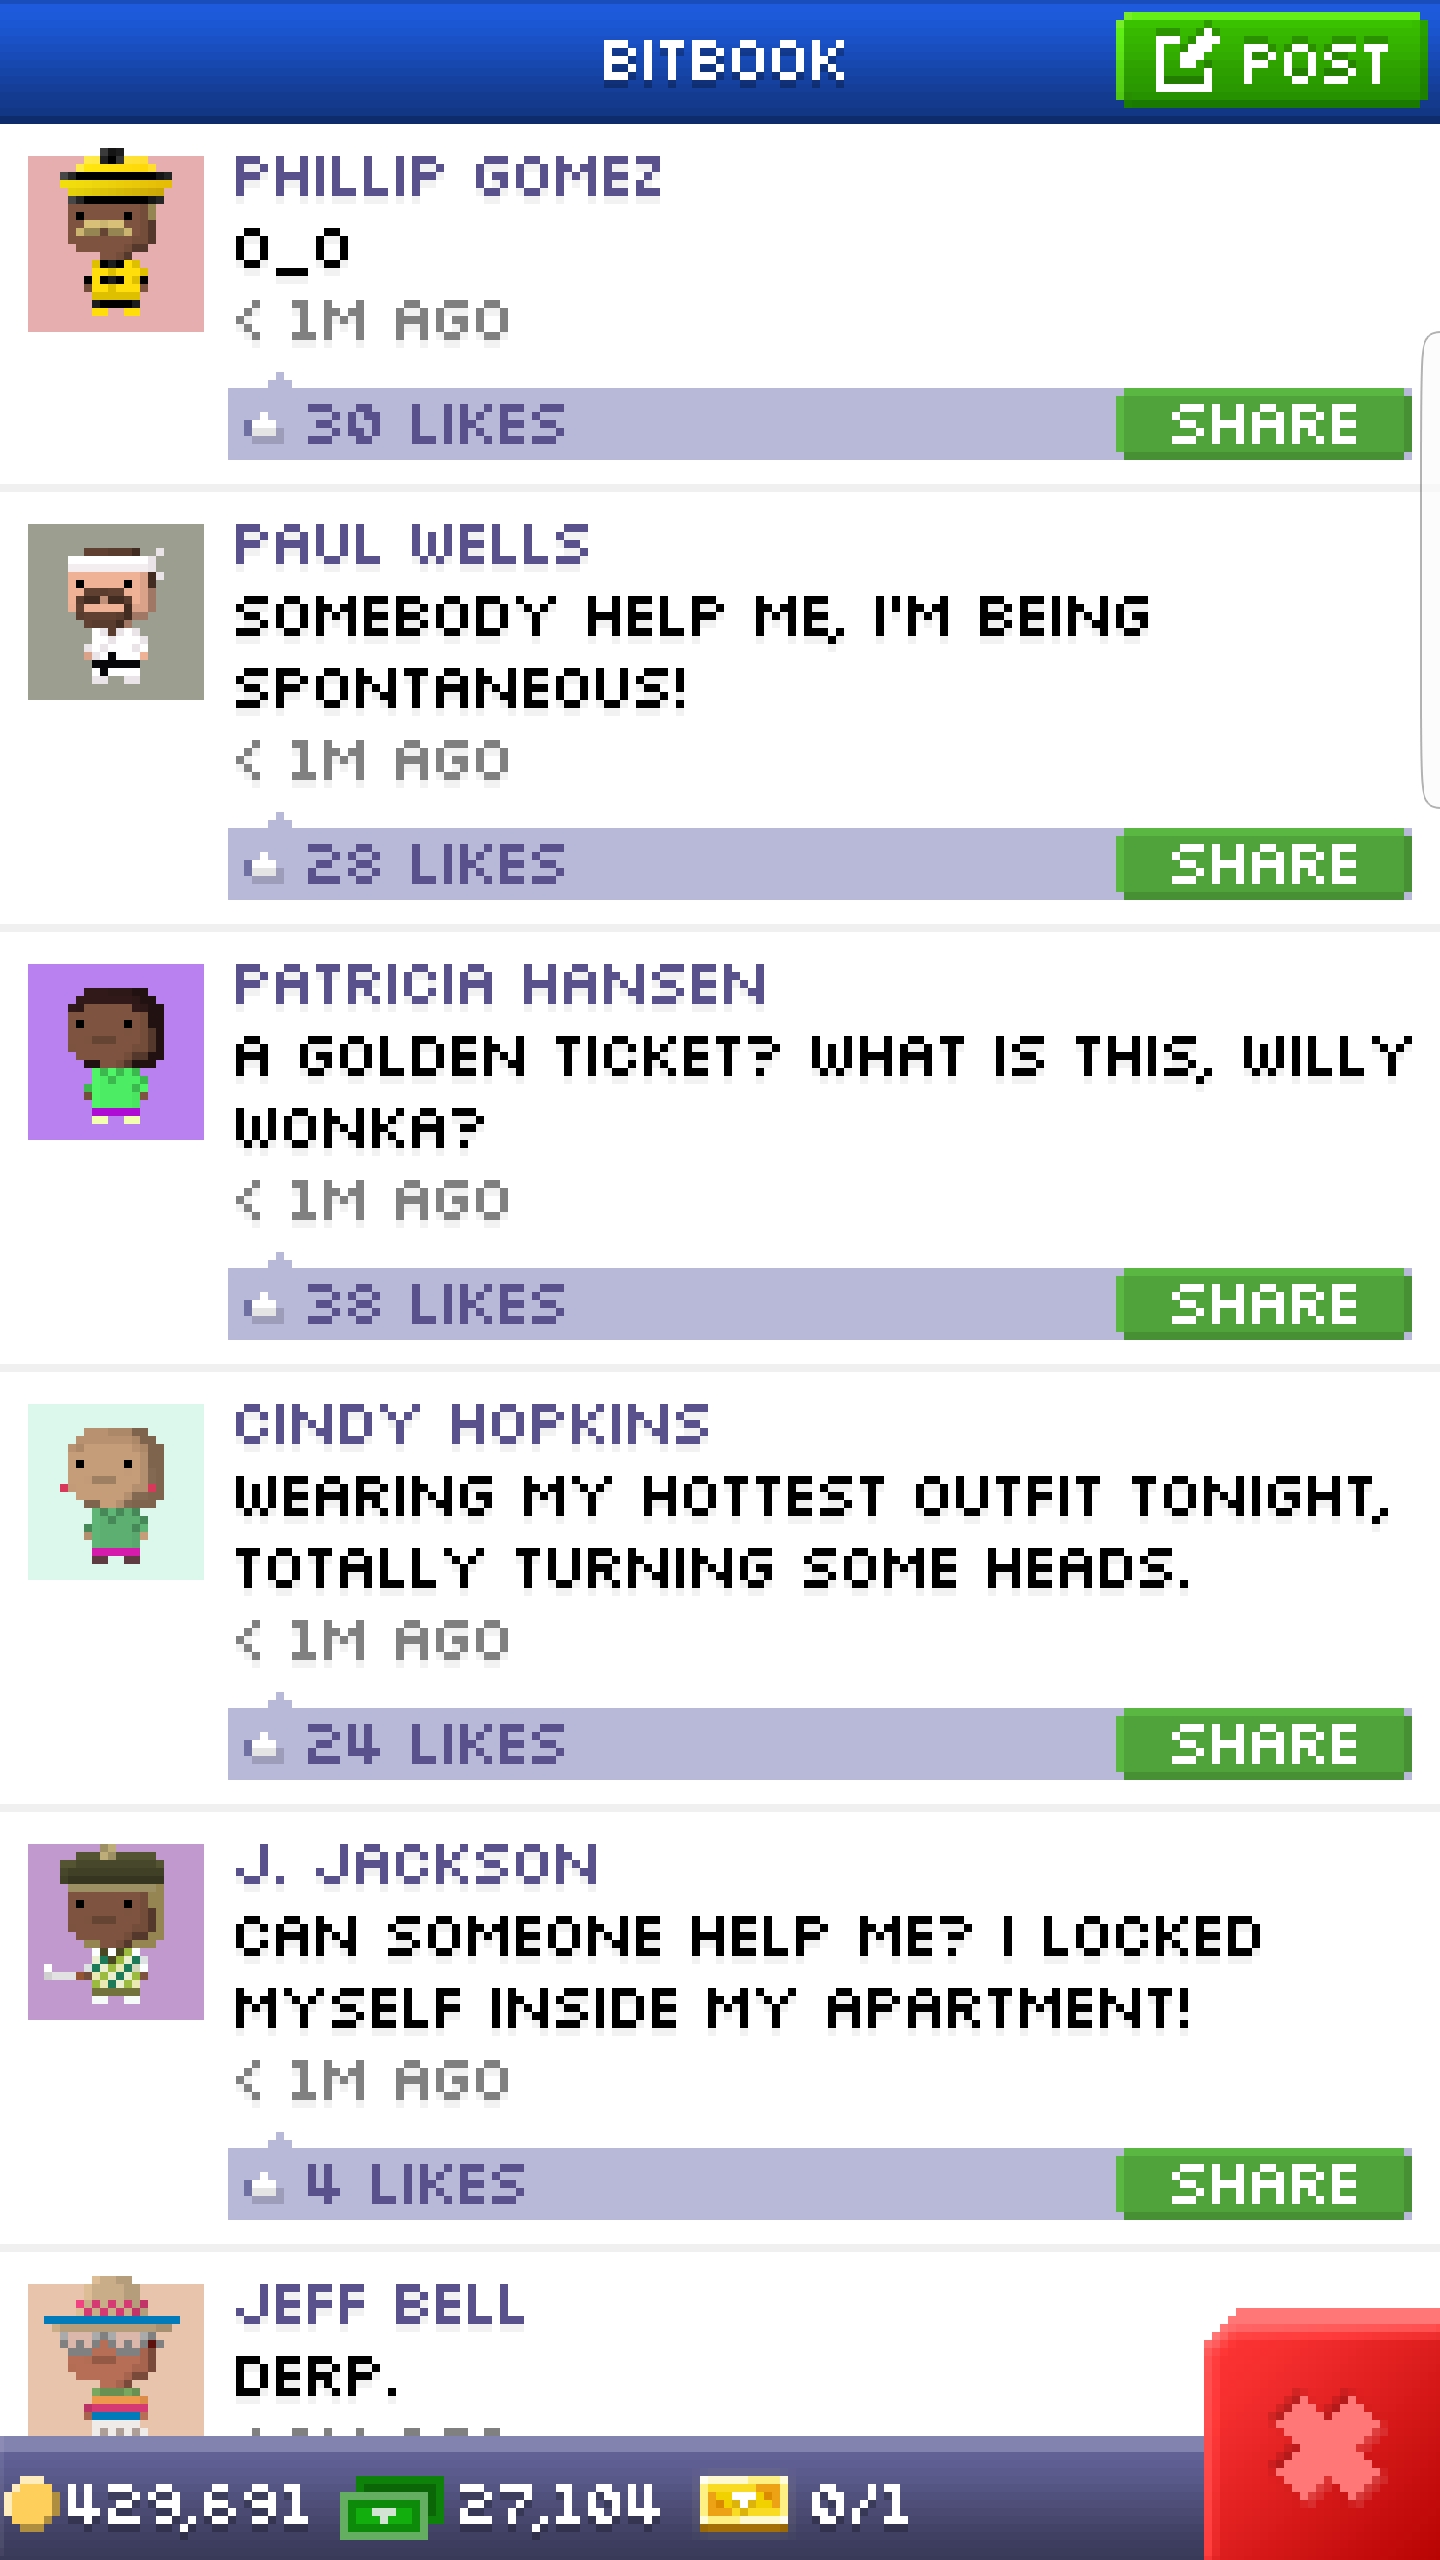 BITBOOK
POST
PHILLIP GOMEZ
O_O
< 1M AGO
30 LIKES
SHARE
PAUL WELLS
SOMEBODY HELP ME, I'M BEING
SPONTANEOUS!
< 1M AGO
28 LIKES
SHARE
PATRICIA HANSEN
A GOLDEN TICKET? WHAT IS THIS, WILLY
WONKA?
< 1M AGO
38 LIKES
SHARE
CINDY HOPKINS
WEARING MY HOTTEST OUTFIT TONIGHT,
TOTALLY TURNING SOME HEADS.
< 1M AGO
24 LIKES
SHARE
J. JACKSON
CAN SOMEONE HELP ME? I LOCKED
MYSELF INSIDE MY APARTMENT!
< 1M AGO
4 LIKES
SHARE
JEFF BELL
DERP.
429,691
27,104
0/1